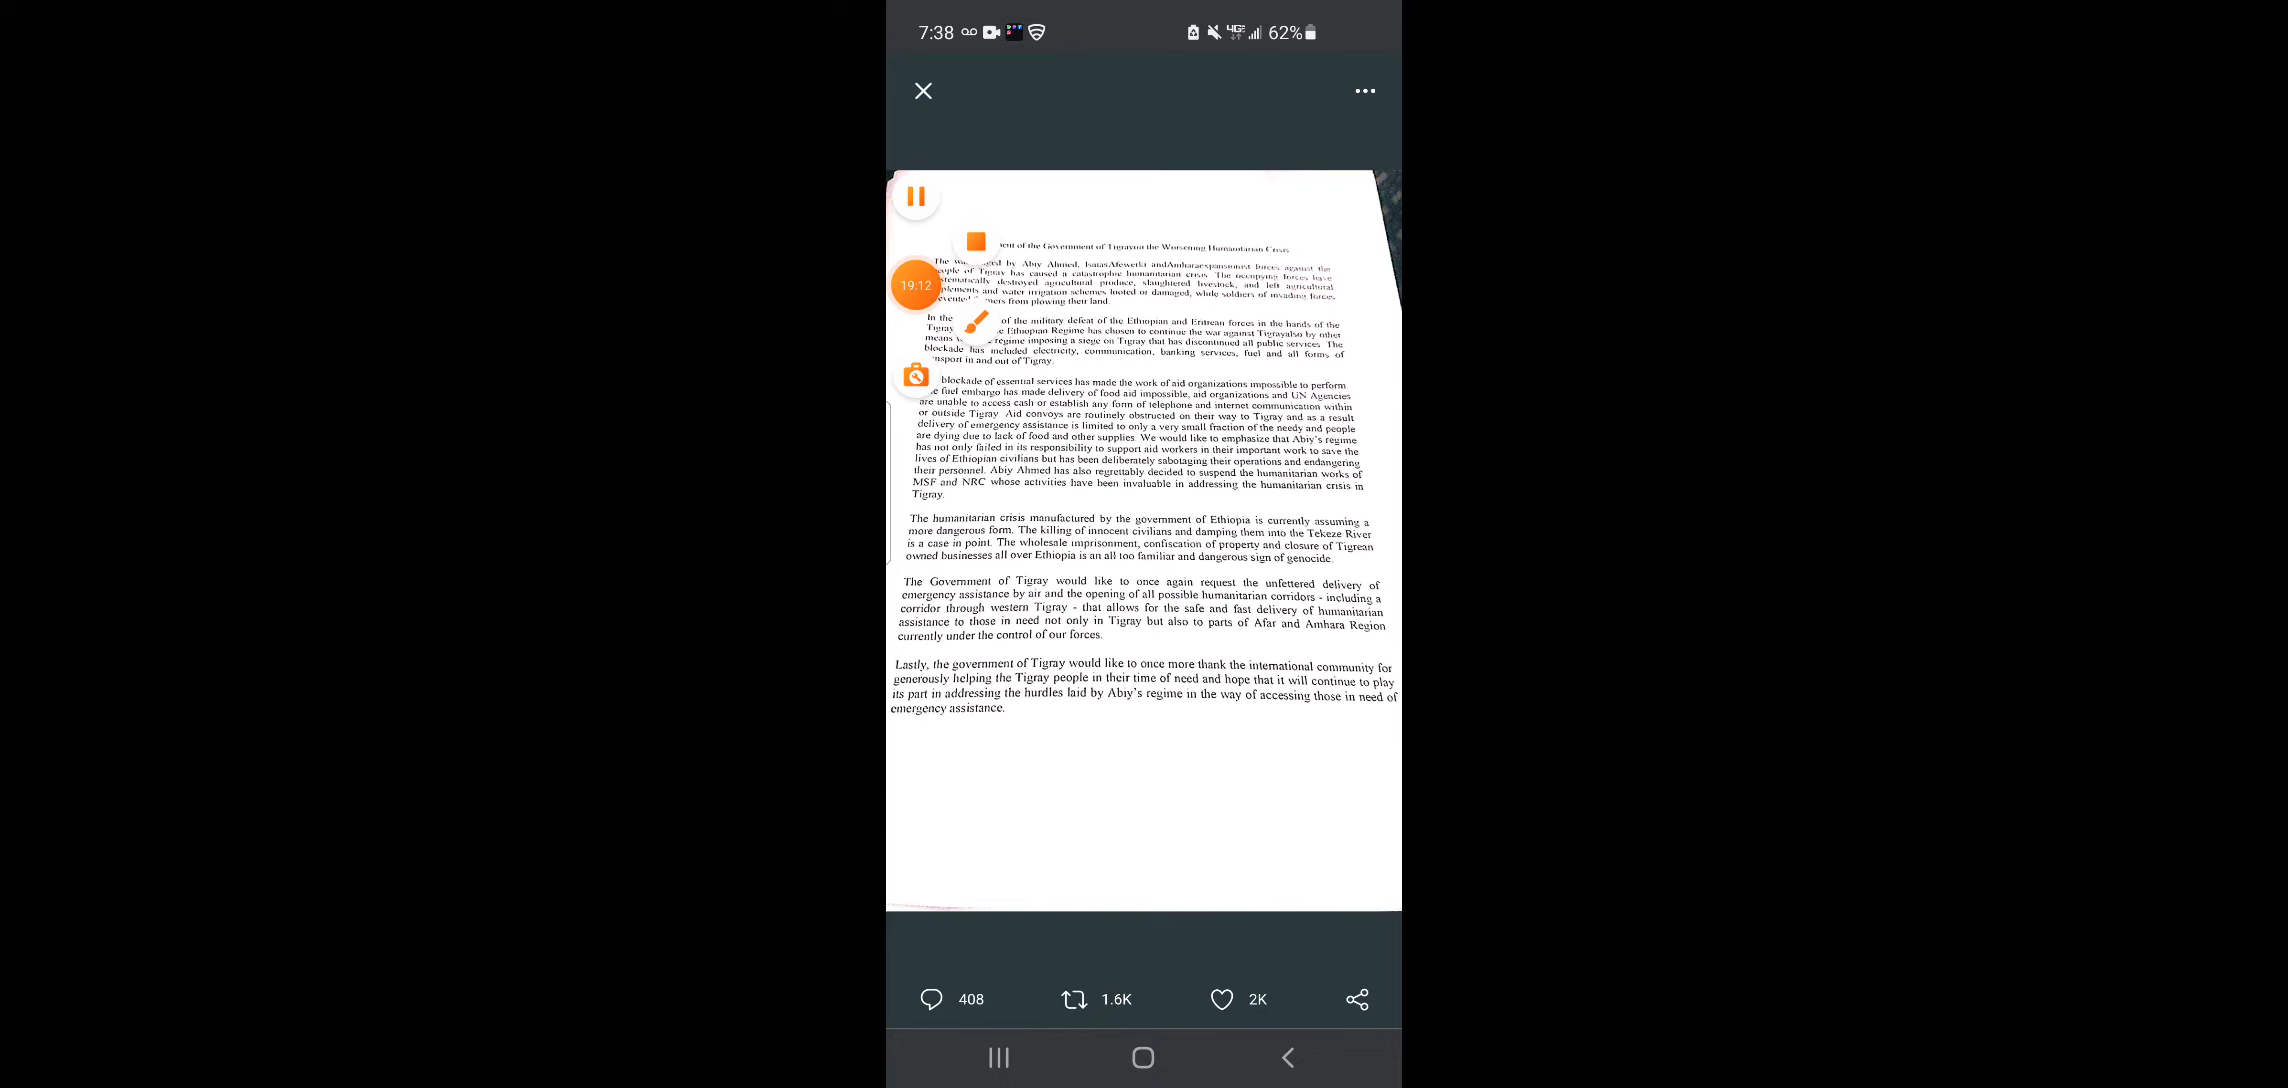 7:38
62%
19:12
ent of the Government of Tigrayon the Worsening Humanitarian Crisis
The wa ged by Abiy Ahmed, IsaiasAfewerki andAmharaexpansionist forces against the
eople of Tigray has caused a catastrophic humanitarian crisis. The occupying forces have
stematically destroyed agricultural produce, slaughtered livestock, and left agricultural
plements and water irrigation schemes looted or damaged, while soldiers of invading forces
evented mers from plowing their land.
In the of the military defeat of the Ethiopian and Eritrean forces in the hands of the
Tigray e Ethiopian Regime has chosen to continue the war against Tigrayalso by other
means regime imposing a siege on Tigray that has discontinued all public services. The
blockade has included electricity, communication, banking services, fuel and all forms of
nsport in and out of Tigray.
blockade of essential services has made the work of aid organizations impossible to perform.
e fuel embargo has made delivery of food aid impossible, aid organizations and UN Agencies
are unable to access cash or establish any form of telephone and internet communication within
or outside Tigray. Aid convoys are routinely obstructed on their way to Tigray and as a result
delivery of emergency assistance is limited to only a very small fraction of the needy and people
are dying due to lack of food and other supplies. We would like to emphasize that Abiy's regime
has not only failed in its responsibility to support aid workers in their important work to save the
lives of Ethiopian civilians but has been deliberately sabotaging their operations and endangering
their personnel. Abiy Ahmed has also regrettably decided to suspend the humanitarian works of
MSF and NRC whose activities have been invaluable in addressing the humanitarian crisis in
Tigray.
The humanitarian crisis manufactured by the government of Ethiopia is currently assuming a
more dangerous form. The killing of innocent civilians and damping them into the Tekeze River
is a case in point. The wholesale imprisonment, confiscation of property and closure of Tigrean
owned businesses all over Ethiopia is an all too familiar and dangerous sign of genocide.
The Government of Tigray would like to once again request the unfettered delivery of
emergency assistance by air and the opening of all possible humanitarian corridors - including a
corridor through western Tigray - that allows for the safe and fast delivery of humanitarian
assistance to those in need not only in Tigray but also to parts of Afar and Amhara Region
currently under the control of our forces.
Lastly, the government of Tigray would like to once more thank the international community for
generously helping the Tigray people in their time of need and hope that it will continue to play
its part in addressing the hurdles laid by Abiy's regime in the way of accessing those in need of
emergency assistance.
408
1.6K
2K